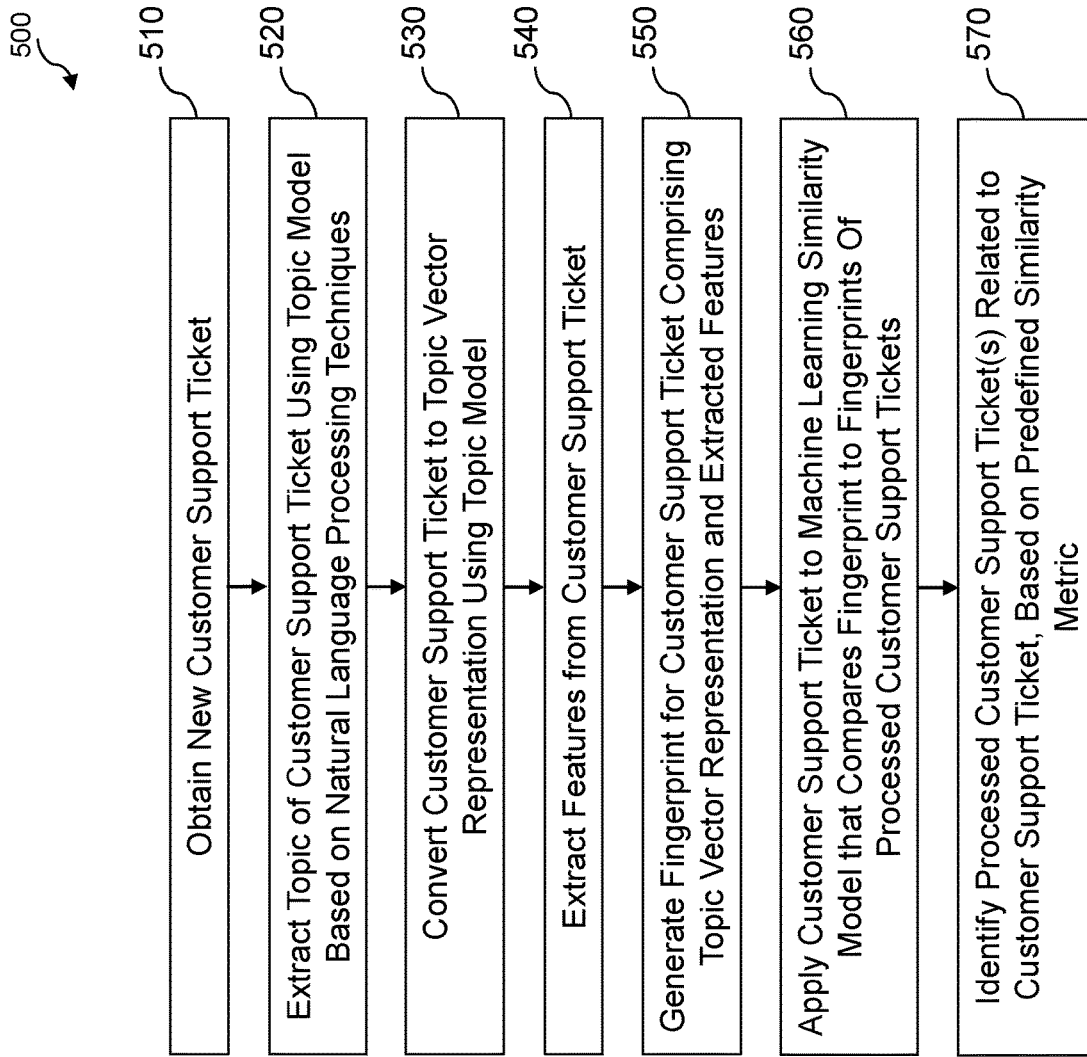 500
510
Obtain New Customer Support Ticket
520
Extract Topic of Customer Support Ticket Using Topic Model
Based on Natural Language Processing Techniques
530
Convert Customer Support Ticket to Topic Vector
Representation Using Topic Model
540
Extract Features from Customer Support Ticket
550
Generate Fingerprint for Customer Support Ticket Comprising
Topic Vector Representation and Extracted Features
560
Apply Customer Support Ticket to Machine Learning Similarity
Model that Compares Fingerprint to Fingerprints Of
Processed Customer Support Tickets
570
Identify Processed Customer Support Ticket(s) Related to
Customer Support Ticket, Based on Predefined Similarity
Metric